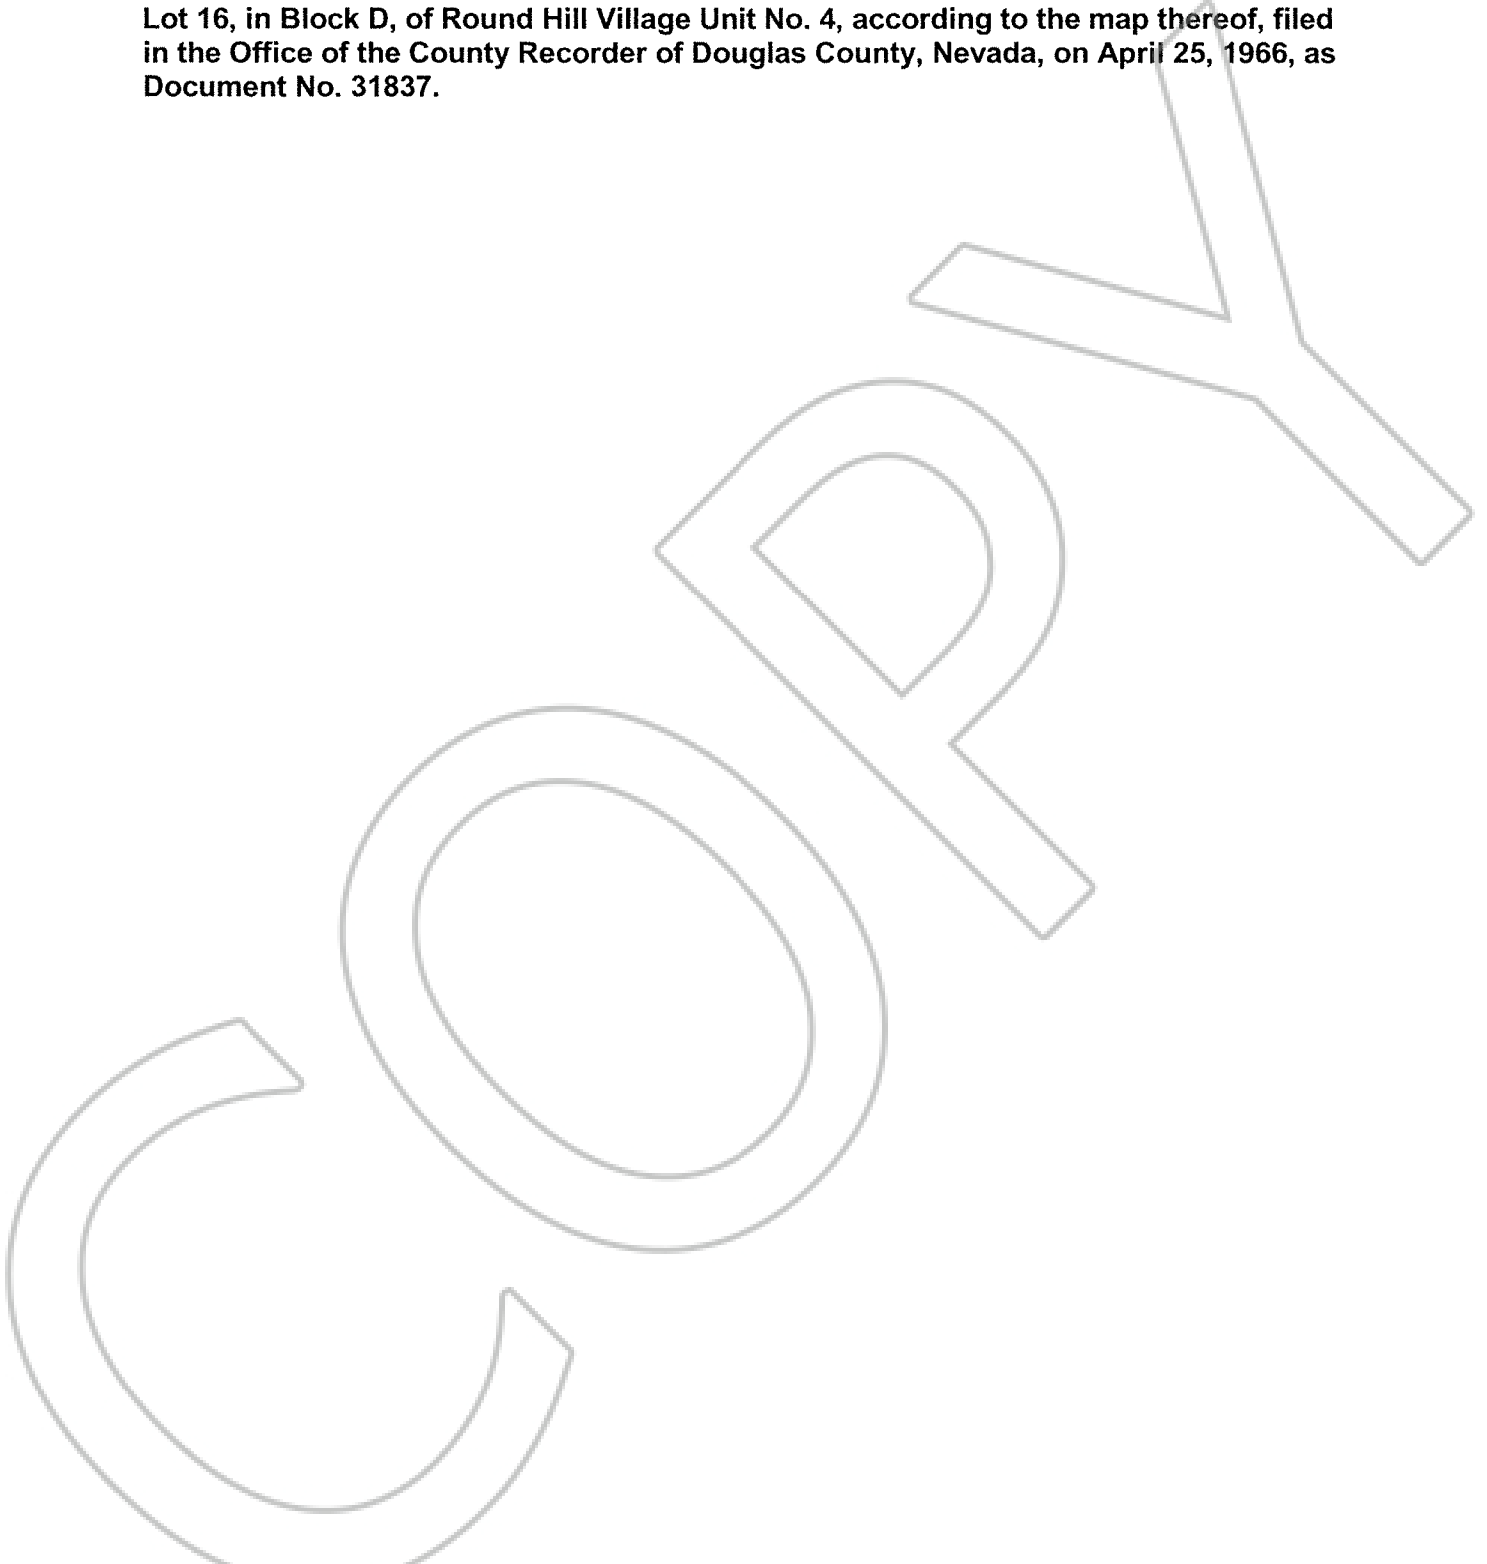 Lot 16, in Block D, of Round Hill Village Unit No. 4, according to the map thereof, filed
in the Office of the County Recorder of Douglas County, Nevada, on April 25, 1966, as
Document No. 31837.
COPY